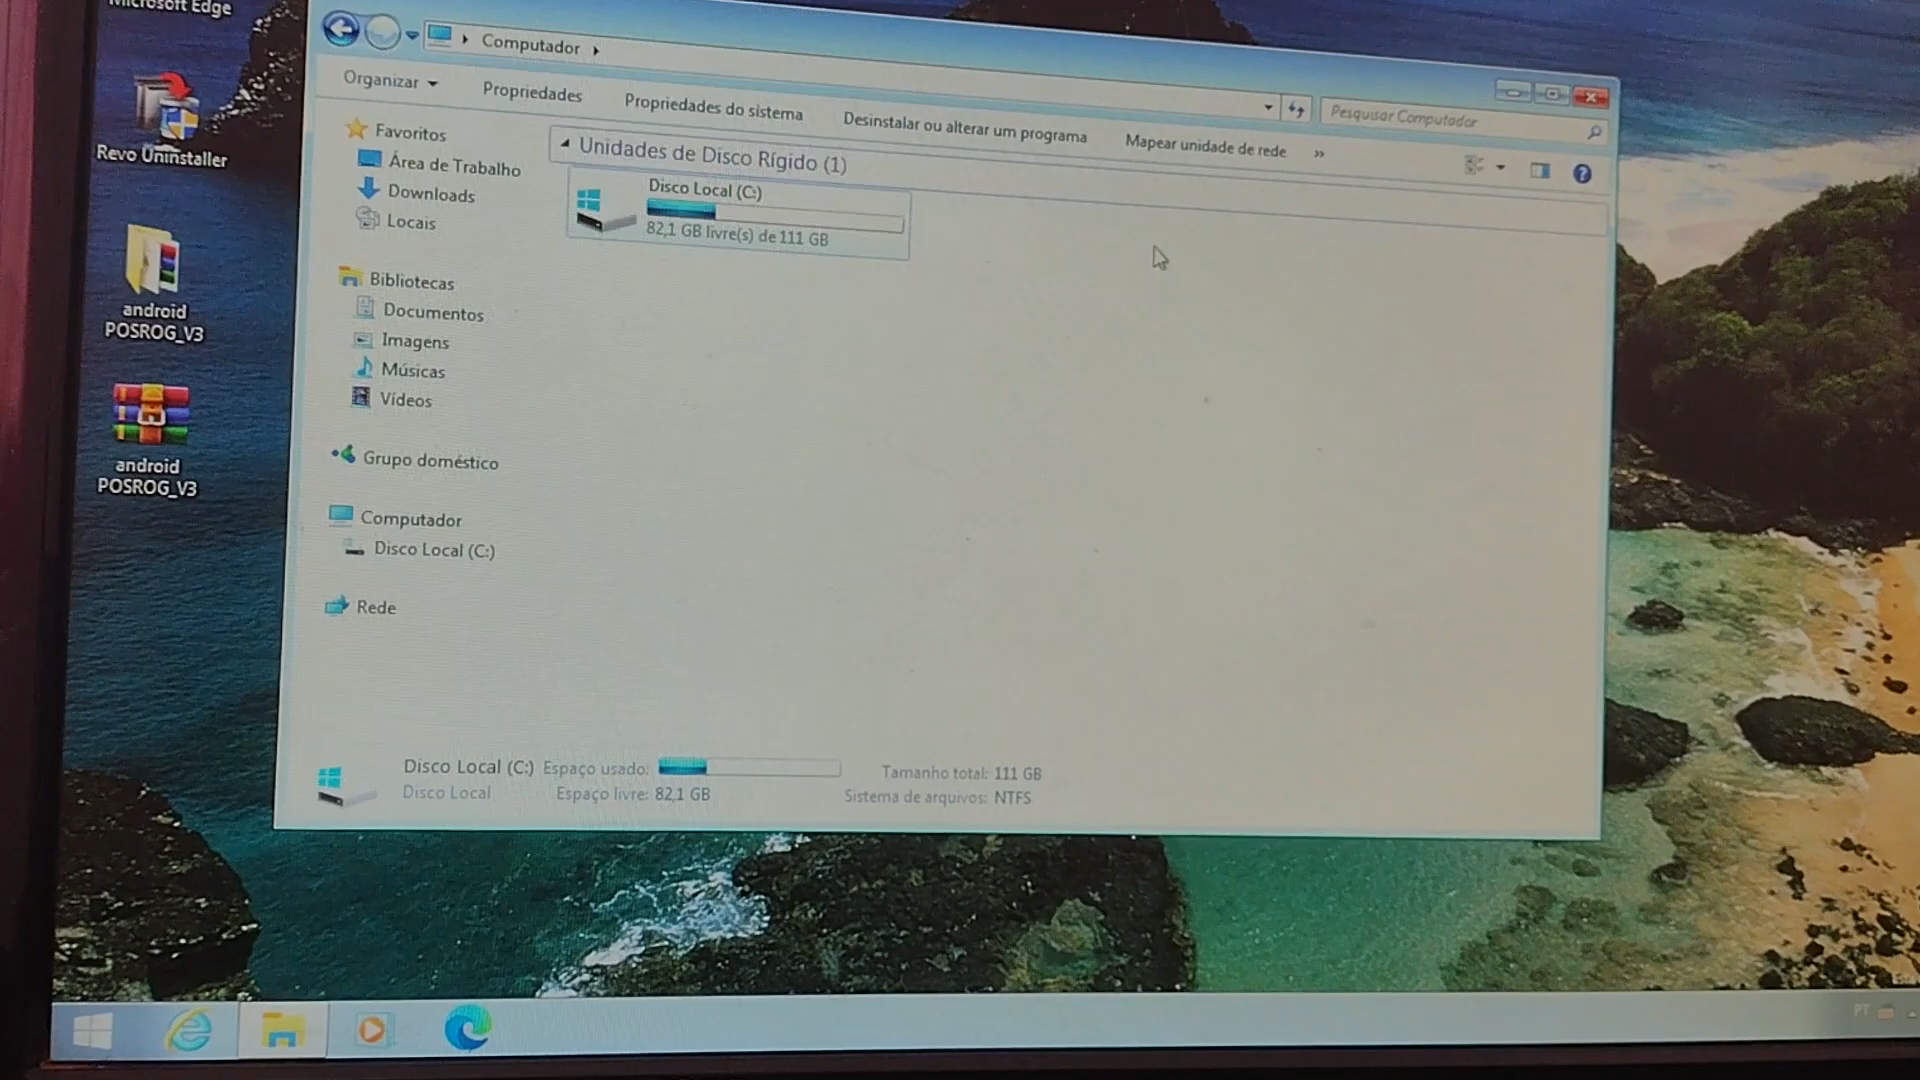 Microsoft Edge
Revo Uninstaller
android
POSROG_V3
android
POSROG_V3
Computador
Pesquisar Computador
Organizar
Propriedades
Propriedades do sistema
Desinstalar ou alterar um programa
Mapear unidade de rede
»
Favoritos
Área de Trabalho
Downloads
Locais
Bibliotecas
Documentos
Imagens
Músicas
Vídeos
Grupo doméstico
Computador
Disco Local (C:)
Rede
Unidades de Disco Rígido (1)
Disco Local (C:)
82,1 GB livre(s) de 111 GB
Disco Local (C:) Espaço usado:
Tamanho total: 111 GB
Disco Local
Espaço livre: 82,1 GB
Sistema de arquivos: NTFS
PT